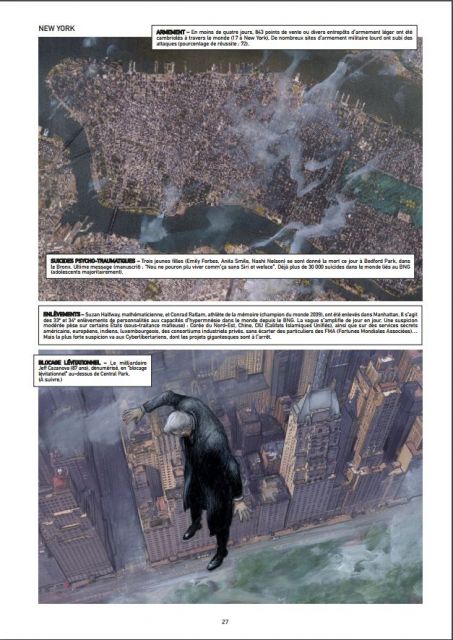 NEW YORK
ARMEMENT – En moins de quatre jours, 843 points de vente ou divers entrepôts d'armement léger ont été
cambriolés à travers le monde (17 à New York). De nombreux sites d'armement lourd ont subi des
attaques (pourcentage de réussite : 72).
SUICIDES PSYCHO-TRAUMATIQUES – Trois jeunes filles (Emily Forbes, Anita Smile, Nashi Nelson) se sont donné la mort ce jour à Bedford Park, dans
le Bronx. Ultime message (manuscrit) : "Nou ne pouron plu vivre comm'ça sans Siri et weface". Déjà plus de 30 000 suicides dans le monde liés au BNG
(adolescents majoritairement).
ENLÈVEMENTS – Suzan Halfway, mathématicienne, et Conrad Ratlam, athlète de la mémoire (champion du monde 2039), ont été enlevés dans Manhattan. Il s'agit
des 33e et 34e enlèvements de personnalités aux capacités d'hypermnésie dans le monde depuis le BNG. La vague s'amplifie de jour en jour. Une suspicion
modérée pèse sur certains États (sous-traitance mafieuse) : Corée du Nord-Est, Chine, CIU (Califats Islamiques Unifiés), ainsi que sur des services secrets
américains, européens, indiens, luxembourgeois, des consortiums industriels privés, sans écarter des particuliers des FMA (Fortunes Mondiales Associées)...
Mais la plus forte suspicion va aux Cyberlibertariens, dont les projets gigantesques sont à l'arrêt.
BLOCAGE LÉVITATIONNEL – Le milliardaire
Jeff Cazanova (87 ans), dénumérisé, en "blocage
lévitationnel" au-dessus de Central Park.
(À suivre.)
27